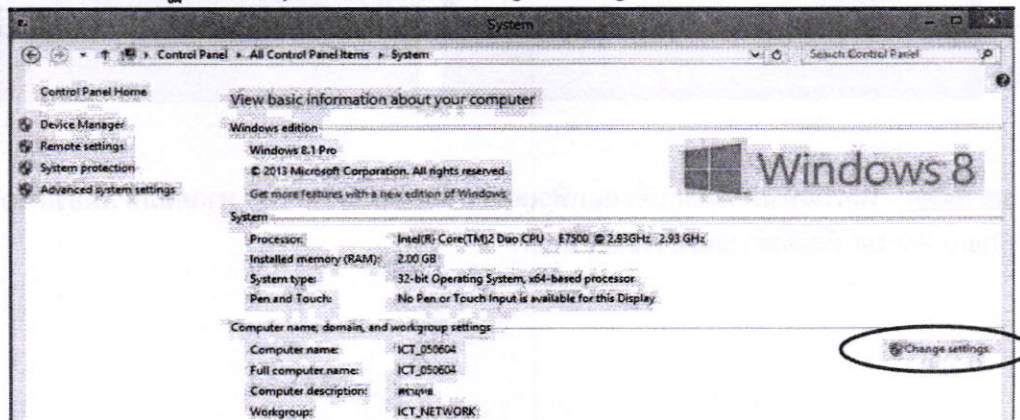 System
Control Panel ▸ All Control Panel Items ▸ System
Search Control Panel
Control Panel Home
Device Manager
Remote settings
System protection
Advanced system settings
View basic information about your computer
Windows edition
Windows 8.1 Pro
© 2013 Microsoft Corporation. All rights reserved.
Get more features with a new edition of Windows
Windows 8
System
Processor: Intel(R) Core(TM)2 Duo CPU E7500 @ 2.93GHz 2.93 GHz
Installed memory (RAM): 2.00 GB
System type: 32-bit Operating System, x64-based processor
Pen and Touch: No Pen or Touch Input is available for this Display
Computer name, domain, and workgroup settings
Computer name: ICT_050604
Change settings
Full computer name: ICT_050604
Computer description:
Workgroup: ICT_NETWORK